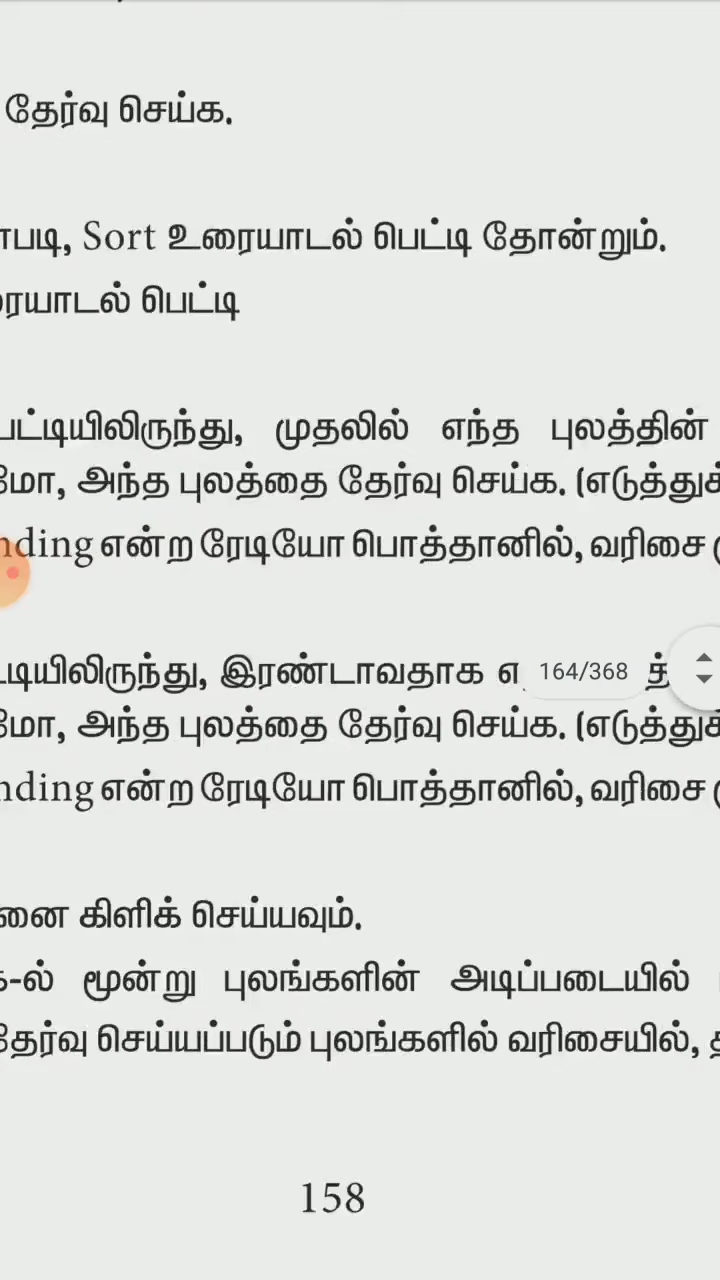 தேர்வு செய்க.
படி, Sort உரையாடல் பெட்டி தோன்றும்.
ரையாடல் பெட்டி
பட்டியிலிருந்து, முதலில் எந்த புலத்தின்
மோ, அந்த புலத்தை தேர்வு செய்க. (எடுத்துக்
nding என்ற ரேடியோ பொத்தானில், வரிசை
டியிலிருந்து, இரண்டாவதாக எ 164/368 த்
மோ, அந்த புலத்தை தேர்வு செய்க. (எடுத்துக்
nding என்ற ரேடியோ பொத்தானில், வரிசை
னை கிளிக் செய்யவும்.
-ல் மூன்று புலங்களின் அடிப்படையில்
தேர்வு செய்யப்படும் புலங்களில் வரிசையில்,
158